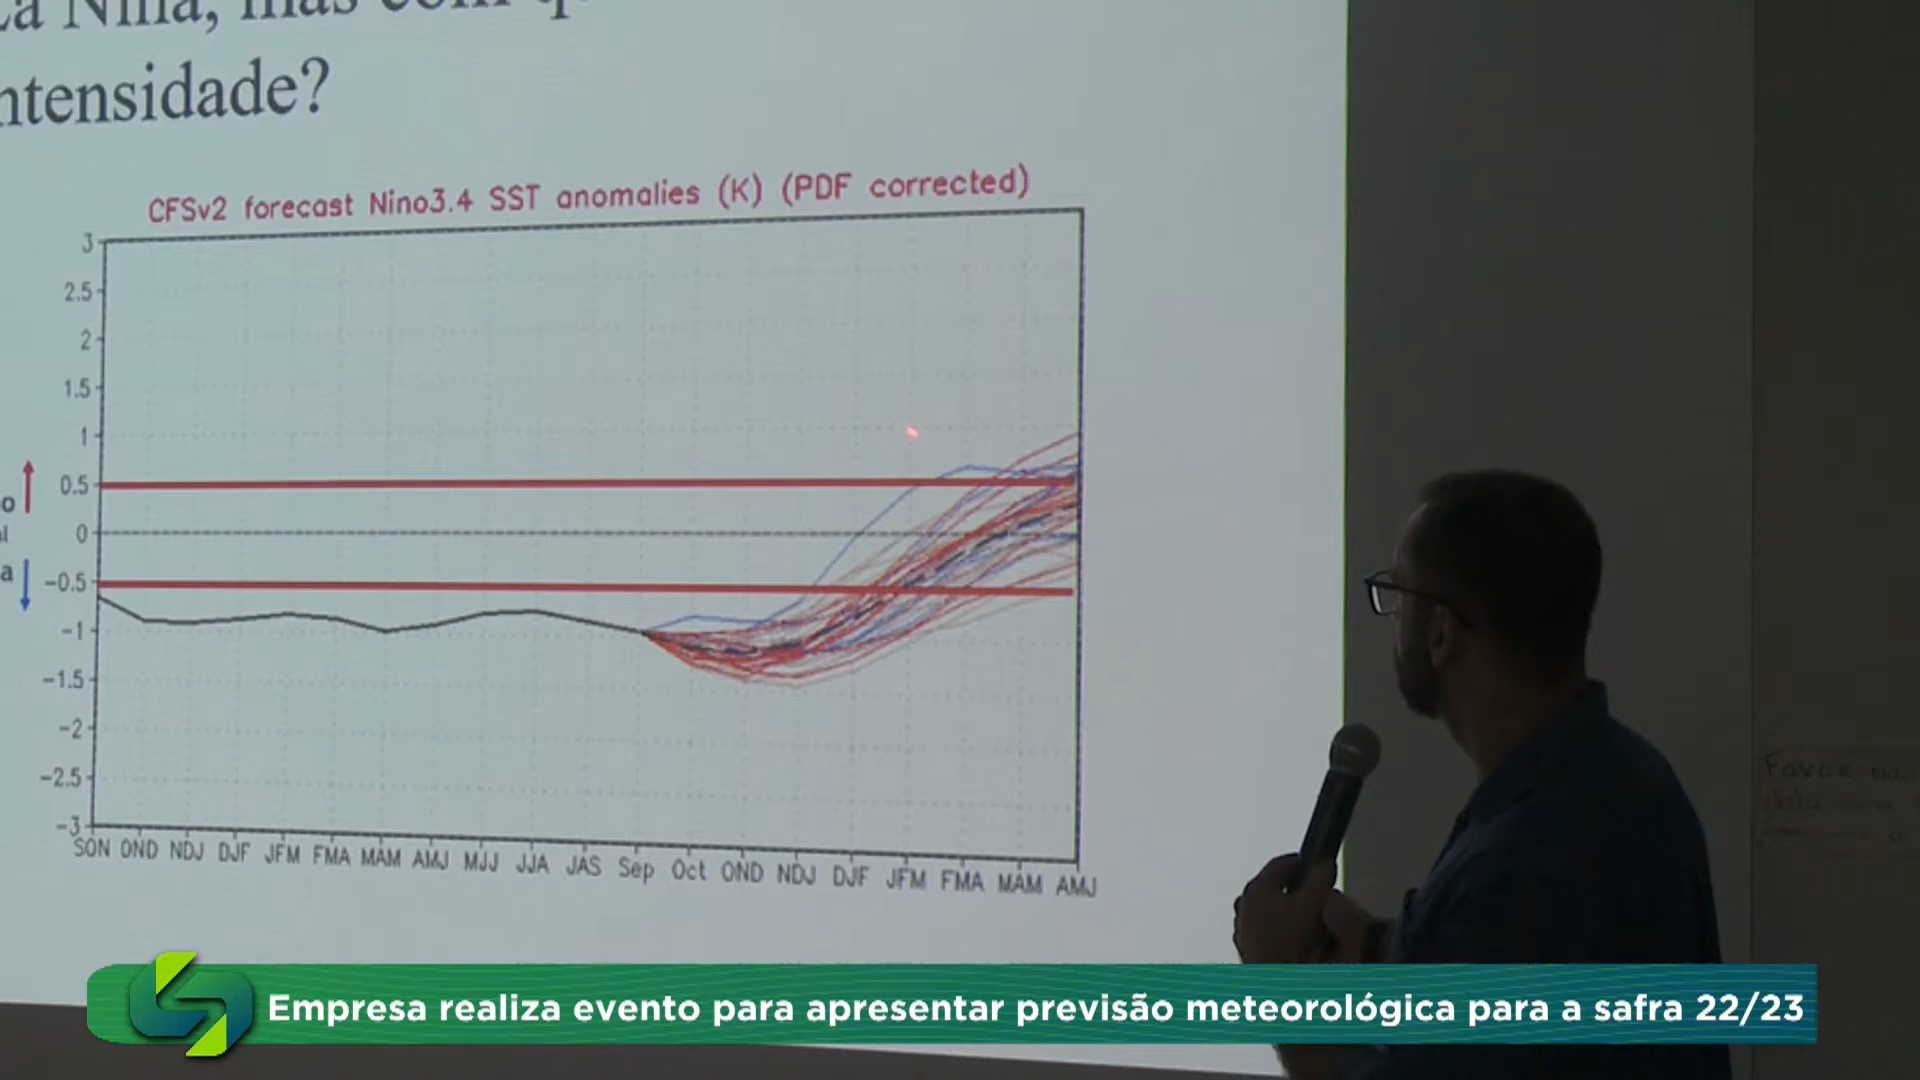 La Niña, mas com
ntensidade?
CFSv2 forecast Nino3.4 SST anomalies (K) (PDF corrected)
3
2.5
2
1.5
1
0.5
0
-0.5
-1
-1.5
-2
-2.5
-3
SON OND NDJ DJF JFM FMA MAM AMJ MJJ JJA JAS Sep Oct OND NDJ DJF JFM FMA MAM AMJ
Favor
Empresa realiza evento para apresentar previsão meteorológica para a safra 22/23